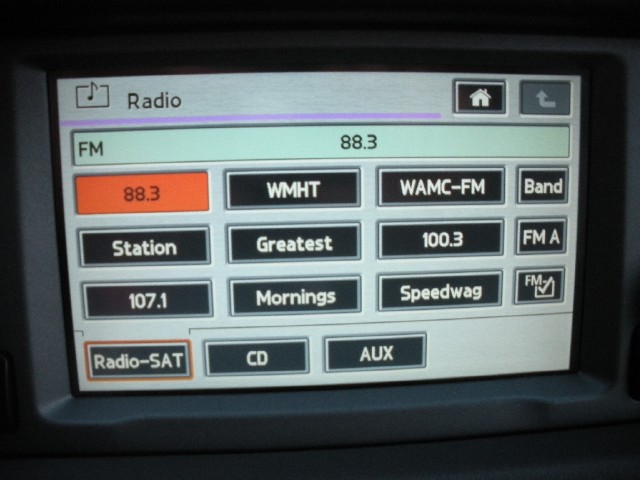 Radio
FM 88.3
88.3 WMHT WAMC-FM Band
Station Greatest 100.3 FM A
107.1 Mornings Speedwag FM
Radio-SAT CD AUX